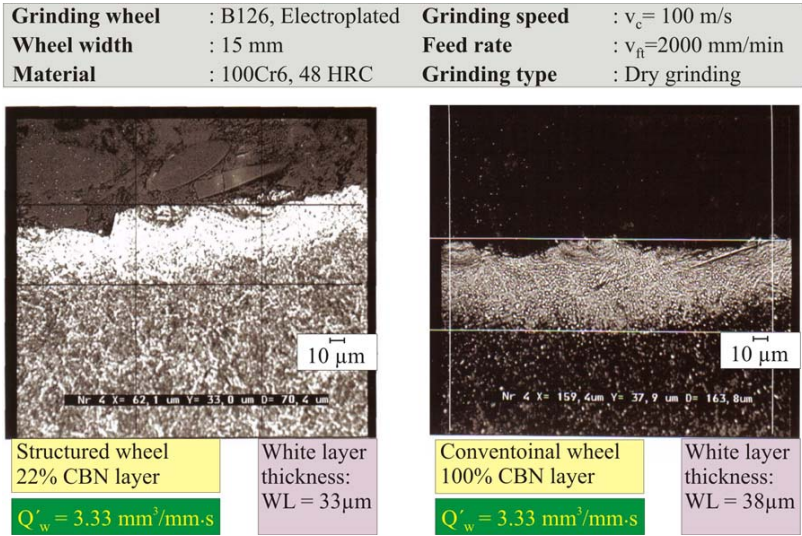 Grinding wheel : B126, Electroplated Grinding speed : vc= 100 m/s
Wheel width : 15 mm Feed rate : vft=2000 mm/min
Material : 100Cr6, 48 HRC Grinding type : Dry grinding
10 µm
Nr 4 X= 62,1 um Y= 33,0 um D= 70,4 um
10 µm
Nr 4 X= 159,4um Y= 37,9 um D= 163,8um
Structured wheel
22% CBN layer
White layer
thickness:
WL = 33µm
Q´w = 3.33 mm³/mm·s
Conventoinal wheel
100% CBN layer
White layer
thickness:
WL = 38µm
Q´w = 3.33 mm³/mm·s